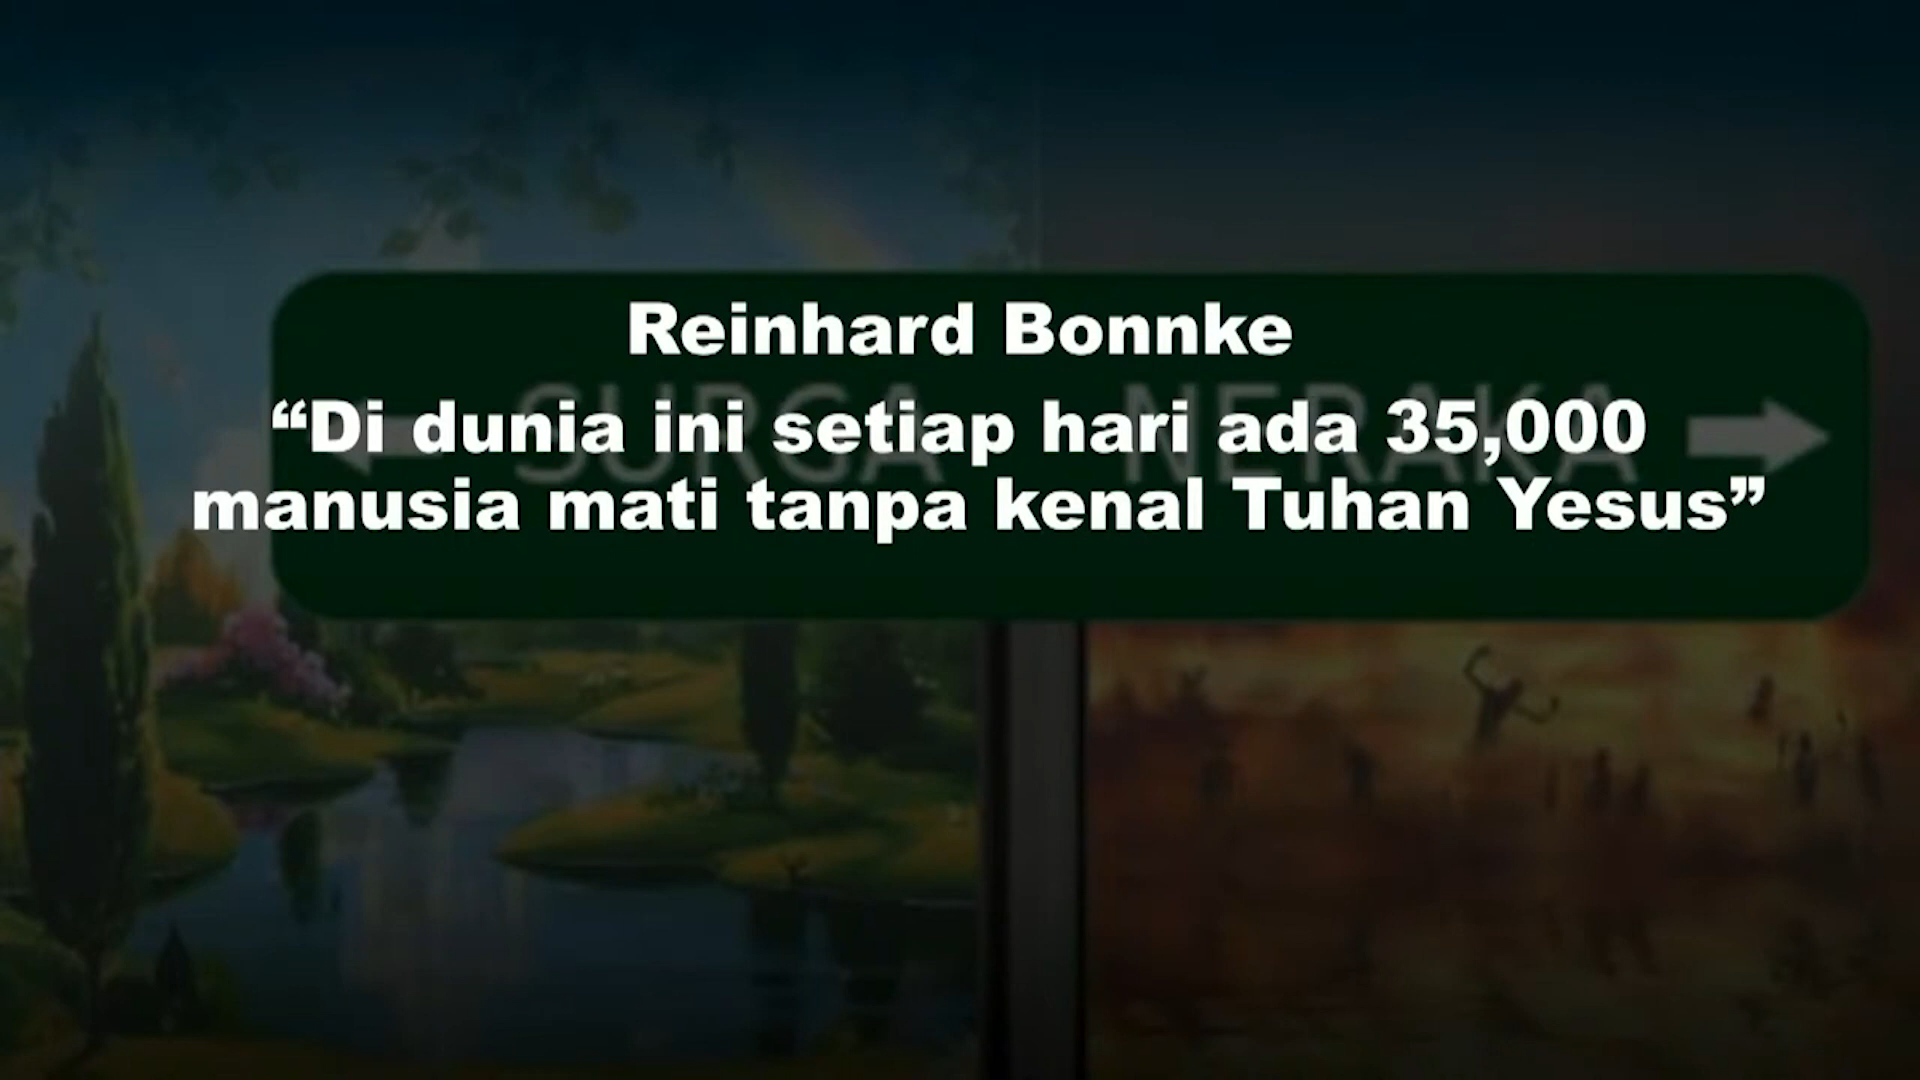 Reinhard Bonnke
“Di dunia ini setiap hari ada 35,000
manusia mati tanpa kenal Tuhan Yesus”
SURGA NERAKA